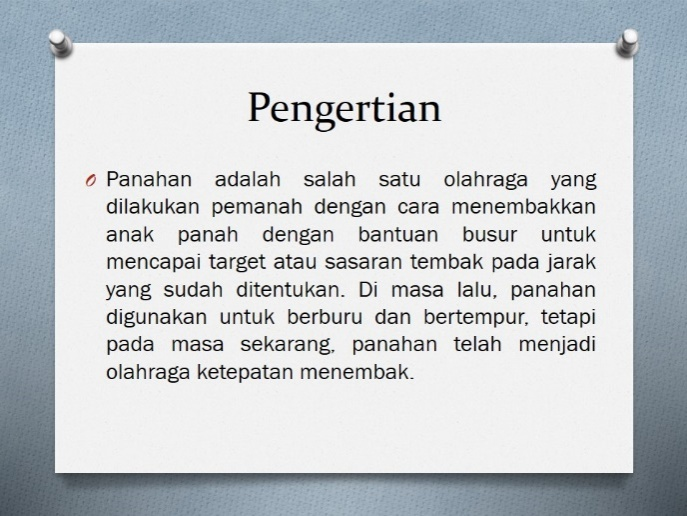 Pengertian
Panahan adalah salah satu olahraga yang
dilakukan pemanah dengan cara menembakkan
anak panah dengan bantuan busur untuk
mencapai target atau sasaran tembak pada jarak
yang sudah ditentukan. Di masa lalu, panahan
digunakan untuk berburu dan bertempur, tetapi
pada masa sekarang, panahan telah menjadi
olahraga ketepatan menembak.